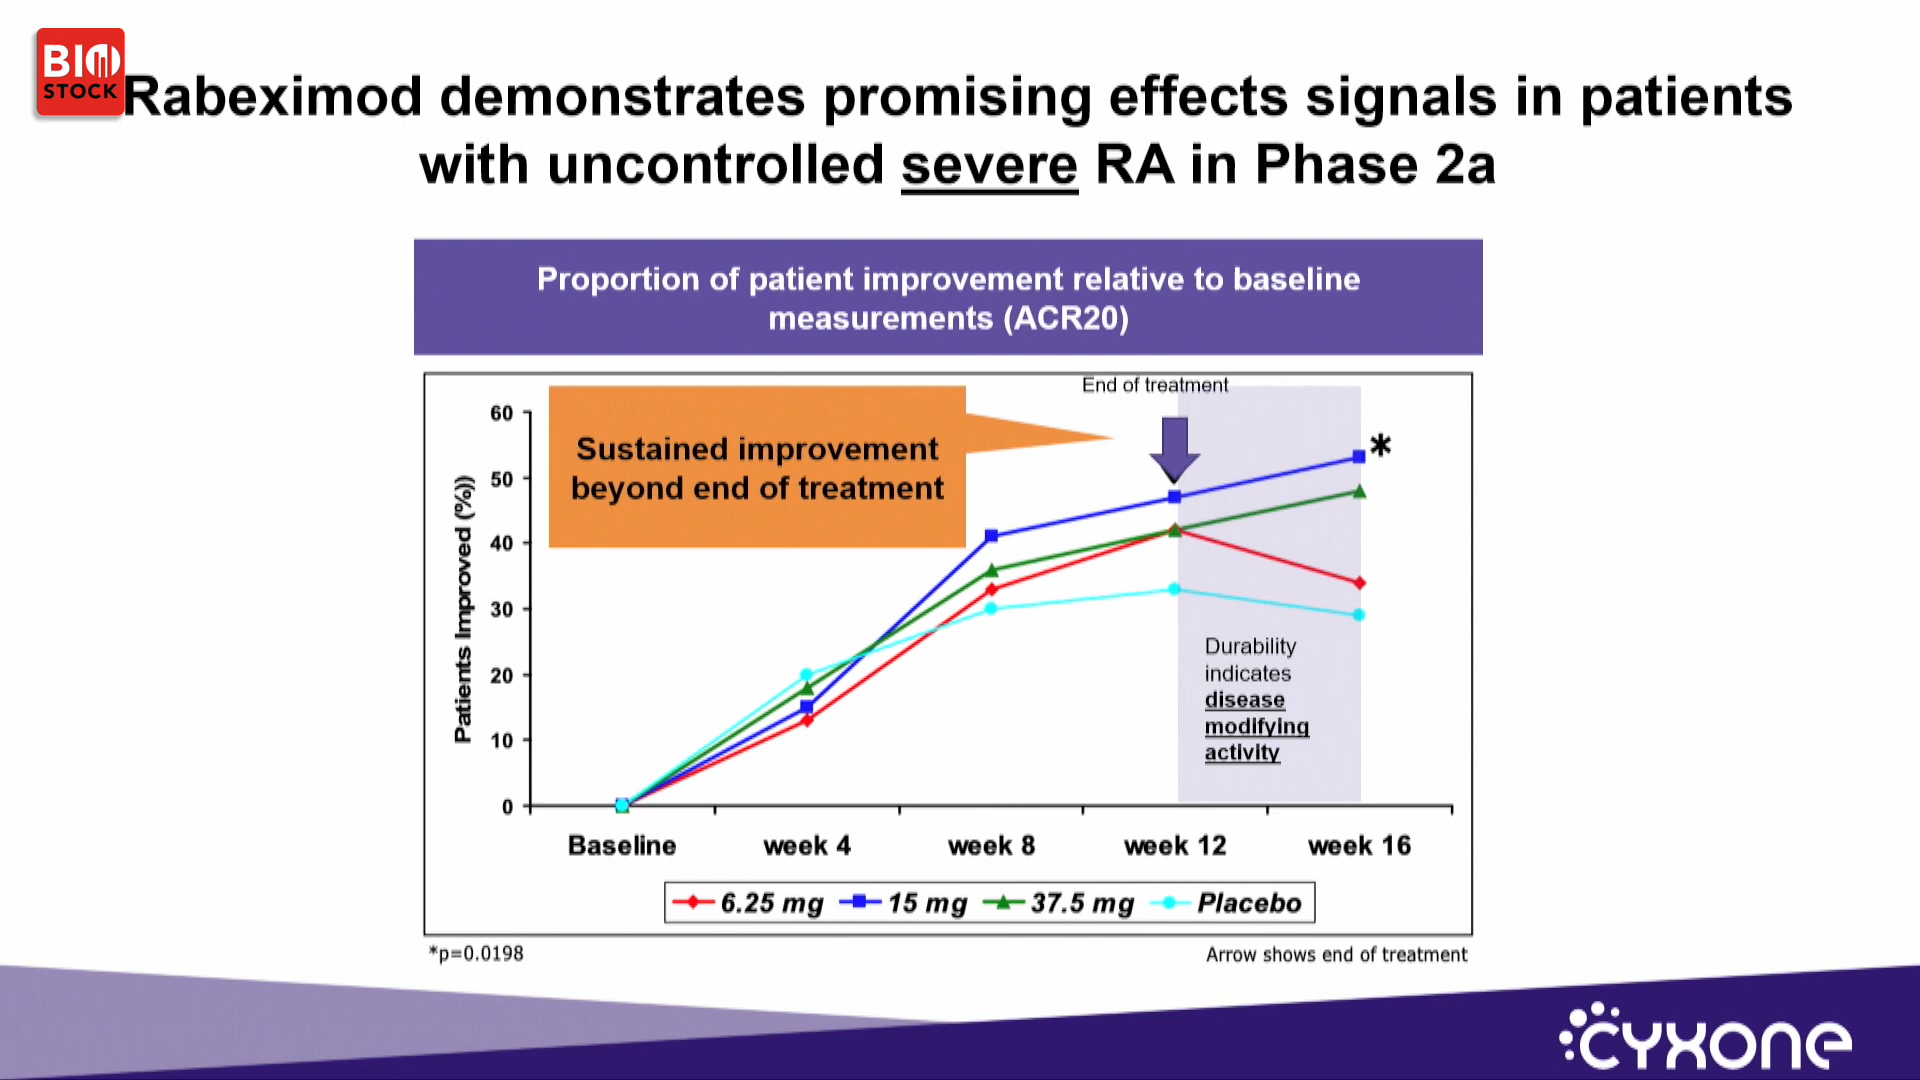 BIO
STOCK
Rabeximod demonstrates promising effects signals in patients
with uncontrolled severe RA in Phase 2a
Proportion of patient improvement relative to baseline
measurements (ACR20)
End of treatment
Sustained improvement
beyond end of treatment
*
Patients Improved (%))
60
50
40
30
20
10
0
Durability
indicates
disease
modifying
activity
Baseline week 4 week 8 week 12 week 16
6.25 mg 15 mg 37.5 mg Placebo
*p=0.0198
Arrow shows end of treatment
cyxone